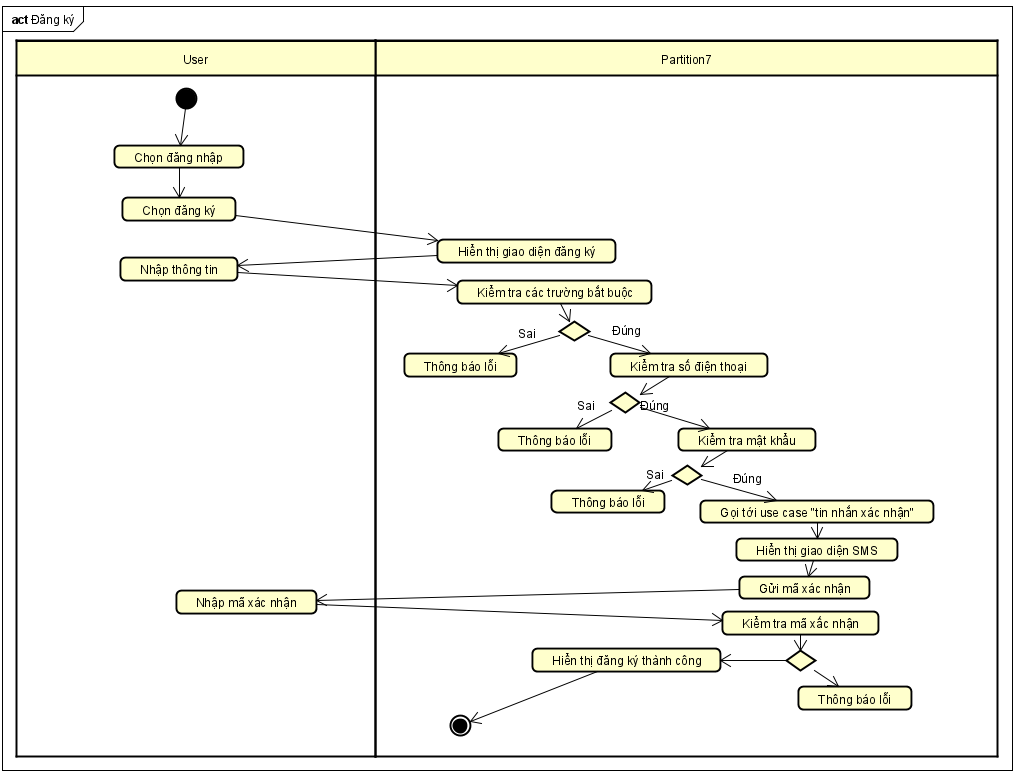 act Đăng ký
User
Partition7
Chọn đăng nhập
Chọn đăng ký
Hiển thị giao diện đăng ký
Nhập thông tin
Kiểm tra các trường bắt buộc
Sai
Đúng
Thông báo lỗi
Kiểm tra số điện thoại
Sai
Đúng
Thông báo lỗi
Kiểm tra mật khẩu
Sai
Đúng
Thông báo lỗi
Gọi tới use case "tin nhắn xác nhận"
Hiển thị giao diện SMS
Gửi mã xác nhận
Nhập mã xác nhận
Kiểm tra mã xấc nhận
Hiển thị đăng ký thành công
Thông báo lỗi